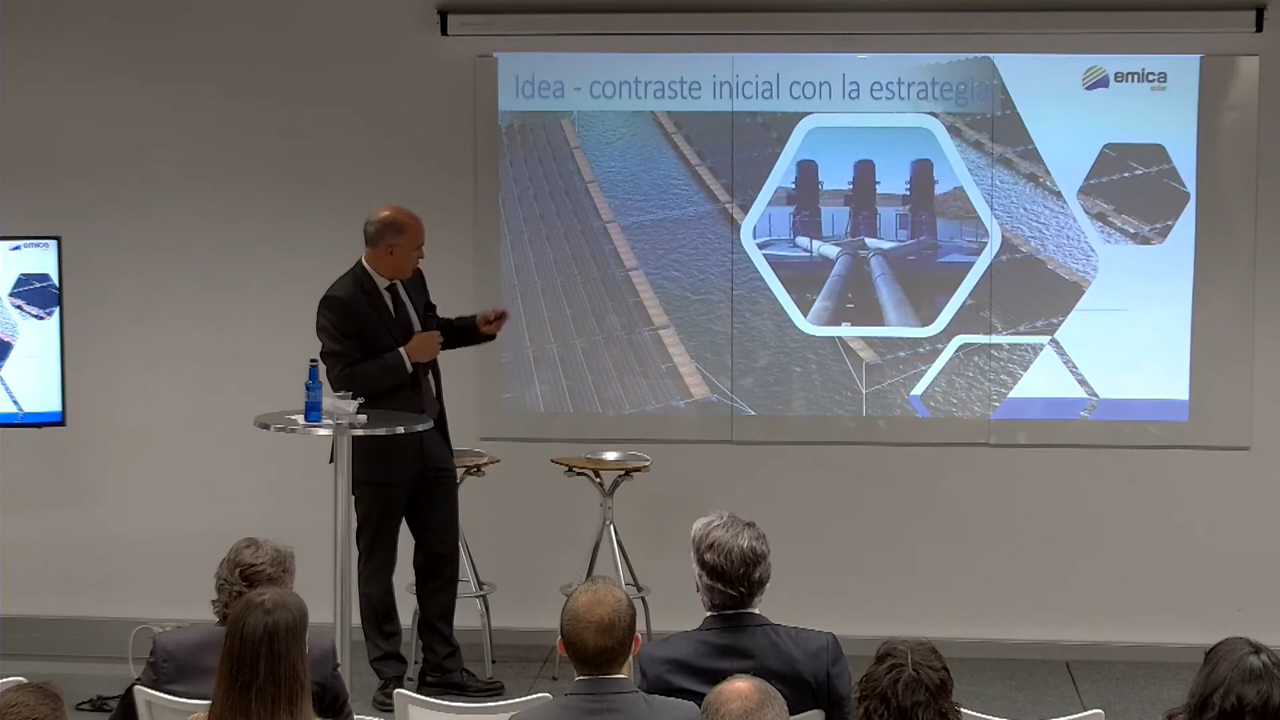 Idea - contraste inicial con la estrategia
emica
solar
emica